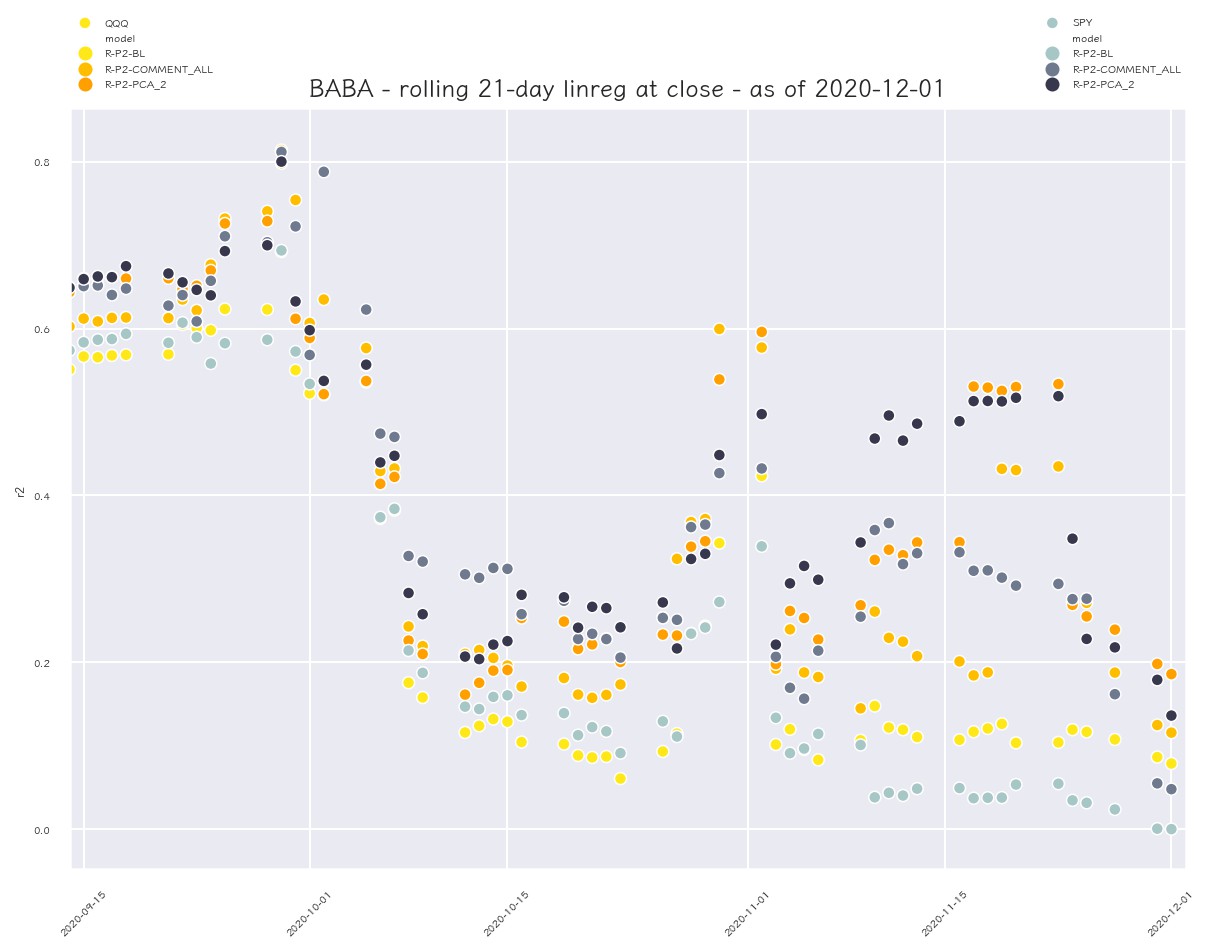 QQQ
model
R-P2-BL
R-P2-COMMENT_ALL
R-P2-PCA_2
SPY
model
R-P2-BL
R-P2-COMMENT_ALL
R-P2-PCA_2
BABA - rolling 21-day linreg at close - as of 2020-12-01
r2
0.8
0.6
0.4
0.2
0.0
2020-09-15
2020-10-01
2020-10-15
2020-11-01
2020-11-15
2020-12-01